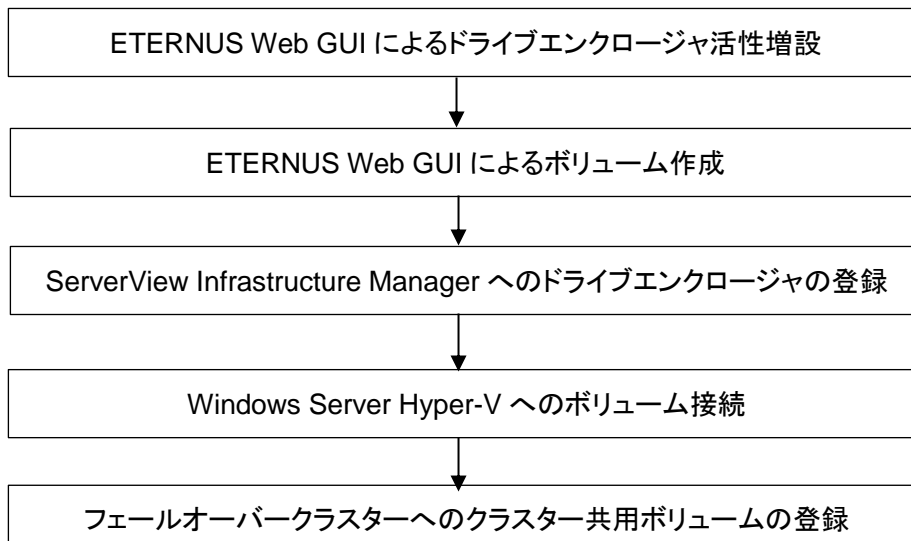 ETERNUS Web GUI によるドライブエンクロージャ活性増設
ETERNUS Web GUI によるボリューム作成
ServerView Infrastructure Manager へのドライブエンクロージャの登録
Windows Server Hyper-V へのボリューム接続
フェールオーバークラスターへのクラスター共用ボリュームの登録